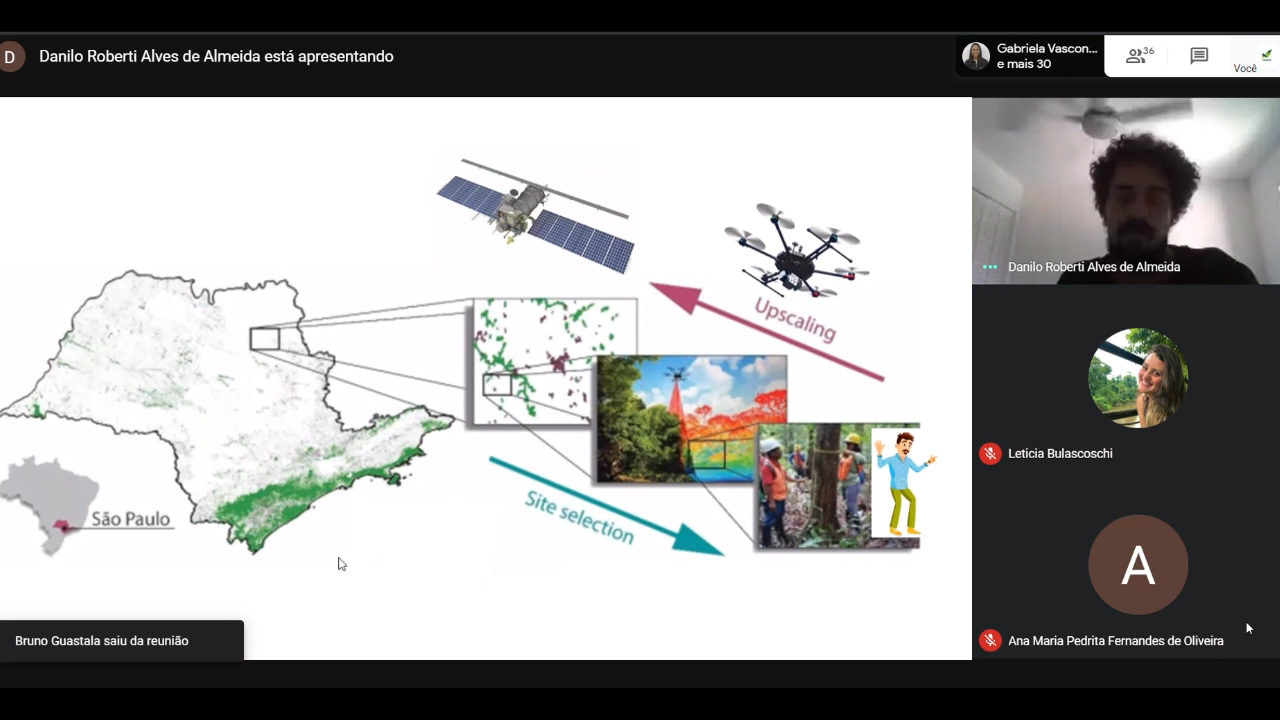 D
Danilo Roberti Alves de Almeida está apresentando
Gabriela Vascon...
e mais 30
36
Você
Upscaling
Danilo Roberti Alves de Almeida
Leticia Bulascoschi
São Paulo
Site selection
A
Bruno Guastala saiu da reunião
Ana Maria Pedrita Fernandes de Oliveira